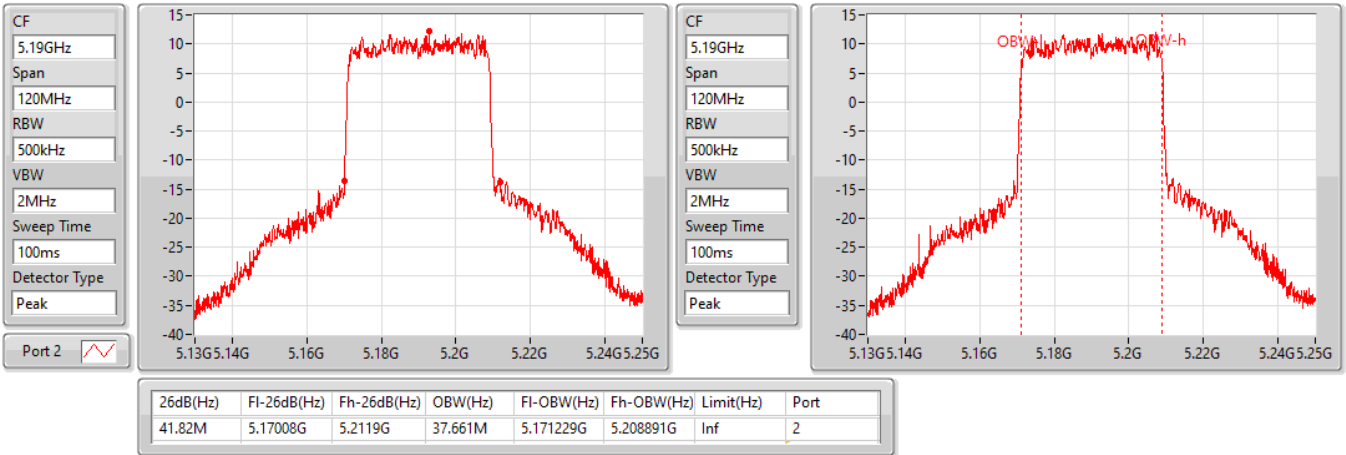 CF
5.19GHz
Span
120MHz
RBW
500kHz
VBW
2MHz
Sweep Time
100ms
Detector Type
Peak
Port 2
15
10
5
0
-5
-10
-15
-20
-25
-30
-35
-40
5.13G 5.14G 5.16G 5.18G 5.2G 5.22G 5.24G 5.25G
CF
5.19GHz
Span
120MHz
RBW
500kHz
VBW
2MHz
Sweep Time
100ms
Detector Type
Peak
15
10
5
0
-5
-10
-15
-20
-25
-30
-35
-40
OBW-l OBW-h
5.13G 5.14G 5.16G 5.18G 5.2G 5.22G 5.24G 5.25G
26dB(Hz) Fl-26dB(Hz) Fh-26dB(Hz) OBW(Hz) Fl-OBW(Hz) Fh-OBW(Hz) Limit(Hz) Port
41.82M 5.17008G 5.2119G 37.661M 5.171229G 5.208891G Inf 2